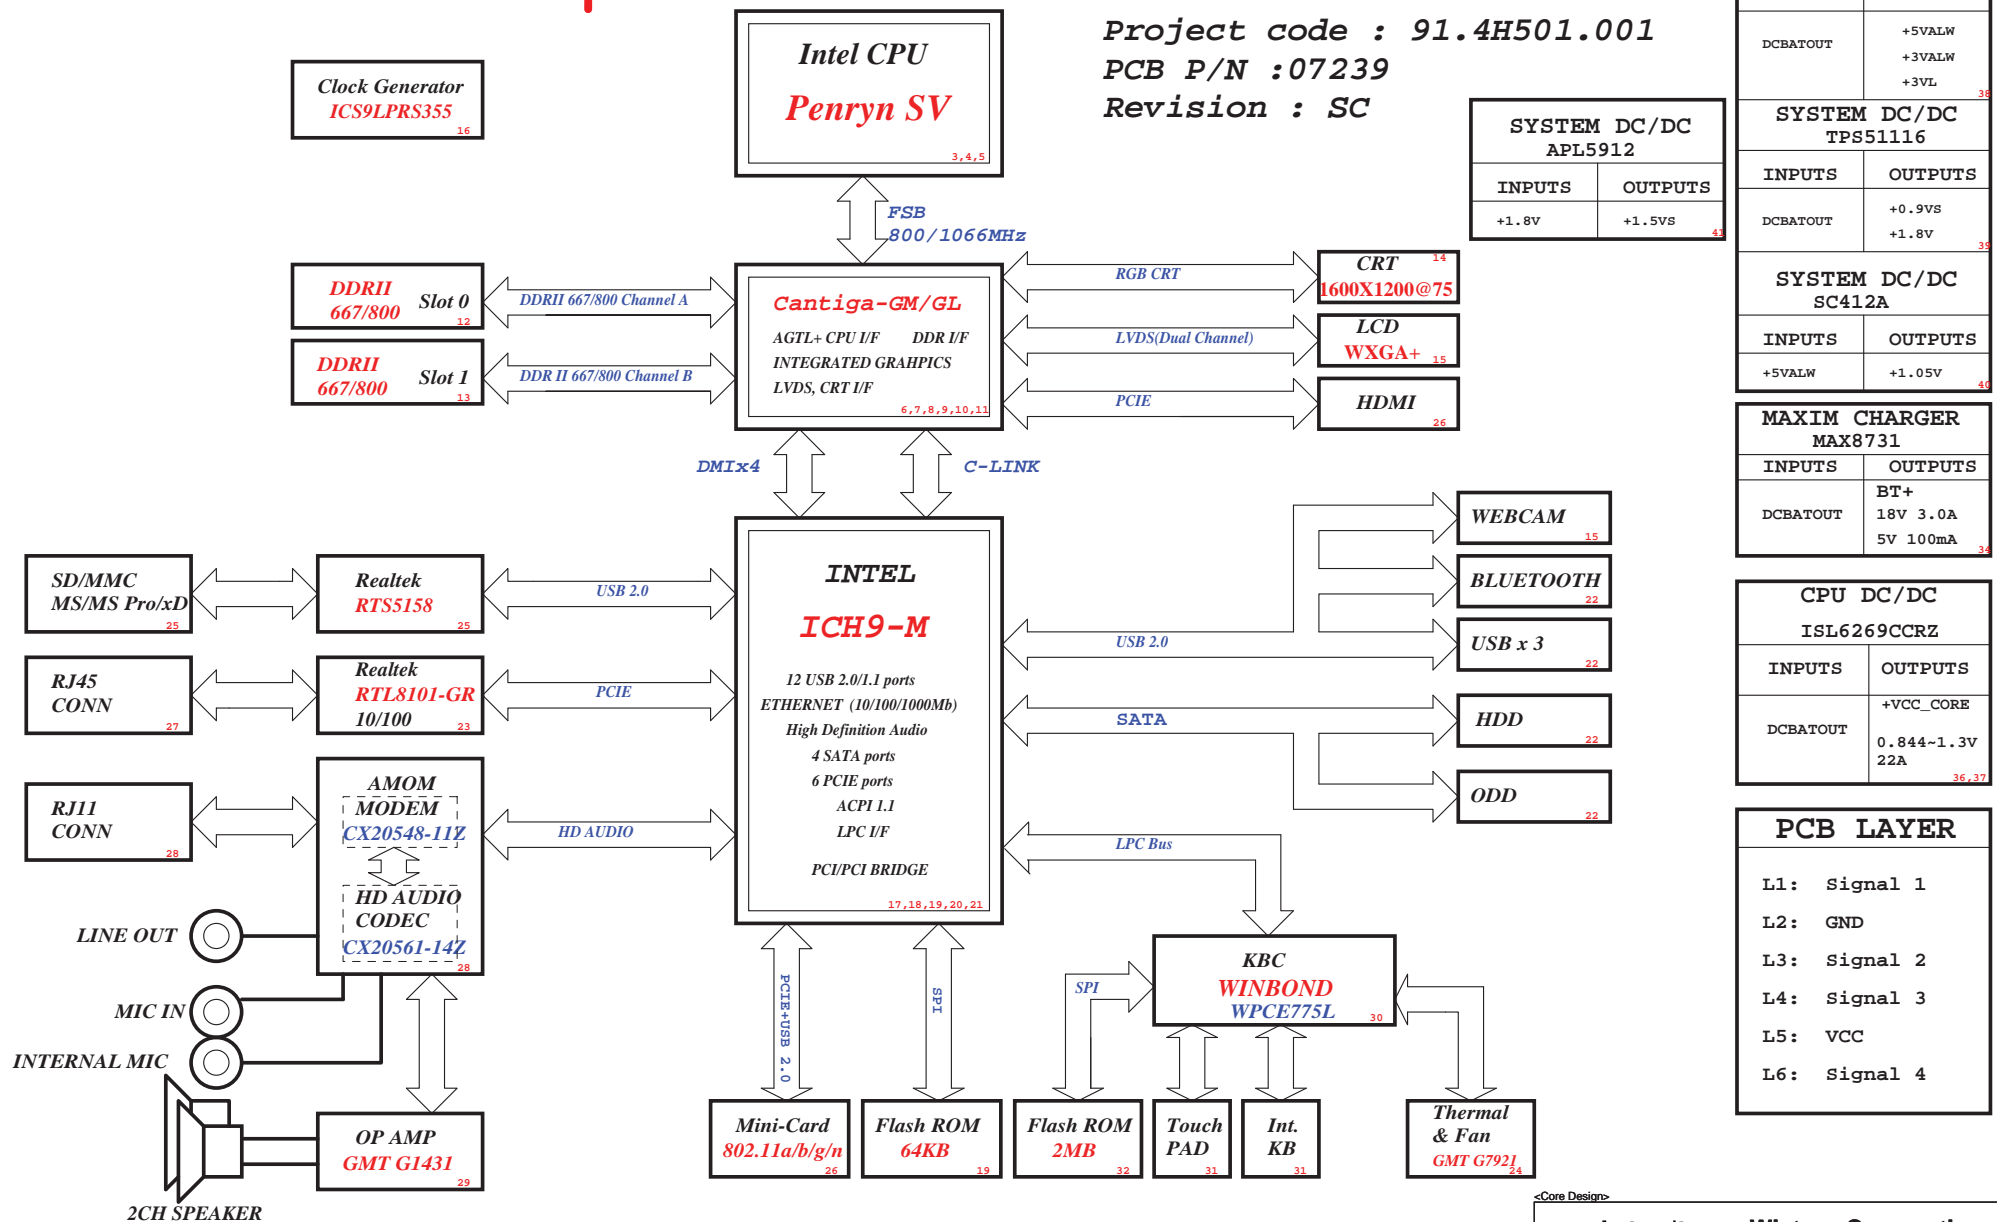 Project code : 91.4H501.001
PCB P/N :07239
Revision : SC
Intel CPU
Penryn SV
3,4,5
Clock Generator
ICS9LPRS355
16
FSB
800/1066MHz
DDRII
667/800
Slot 0
12
DDRII 667/800 Channel A
DDRII
667/800
Slot 1
13
DDR II 667/800 Channel B
Cantiga-GM/GL
AGTL+ CPU I/F DDR I/F
INTEGRATED GRAHPICS
LVDS, CRT I/F
6,7,8,9,10,11
RGB CRT
CRT
14
1600X1200@75
LVDS(Dual Channel)
LCD
WXGA+
15
PCIE
HDMI
26
DMIx4
C-LINK
INTEL
ICH9-M
12 USB 2.0/1.1 ports
ETHERNET (10/100/1000Mb)
High Definition Audio
4 SATA ports
6 PCIE ports
ACPI 1.1
LPC I/F
PCI/PCI BRIDGE
17,18,19,20,21
SD/MMC
MS/MS Pro/xD
25
Realtek
RTS5158
25
USB 2.0
RJ45
CONN
27
Realtek
RTL8101-GR
10/100
23
PCIE
RJ11
CONN
28
AMOM
MODEM
CX20548-11Z
HD AUDIO
CODEC
CX20561-14Z
28
HD AUDIO
LINE OUT
MIC IN
INTERNAL MIC
2CH SPEAKER
OP AMP
GMT G1431
29
USB 2.0
WEBCAM
15
BLUETOOTH
22
USB x 3
22
SATA
HDD
22
ODD
22
LPC Bus
KBC
WINBOND
WPCE775L
30
SPI
PCIE+USB 2.0
SPI
Mini-Card
802.11a/b/g/n
26
Flash ROM
64KB
19
Flash ROM
2MB
32
Touch
PAD
31
Int.
KB
31
Thermal
& Fan
GMT G7921
24
SYSTEM DC/DC
APL5912
INPUTS OUTPUTS
+1.8V +1.5VS
41
DCBATOUT
+5VALW
+3VALW
+3VL
38
SYSTEM DC/DC
TPS51116
INPUTS OUTPUTS
DCBATOUT
+0.9VS
+1.8V
39
SYSTEM DC/DC
SC412A
INPUTS OUTPUTS
+5VALW +1.05V
40
MAXIM CHARGER
MAX8731
INPUTS OUTPUTS
DCBATOUT
BT+
18V 3.0A
5V 100mA
34
CPU DC/DC
ISL6269CCRZ
INPUTS OUTPUTS
DCBATOUT
+VCC_CORE
0.844~1.3V
22A
36,37
PCB LAYER
L1: Signal 1
L2: GND
L3: Signal 2
L4: Signal 3
L5: VCC
L6: Signal 4
<Core Design>